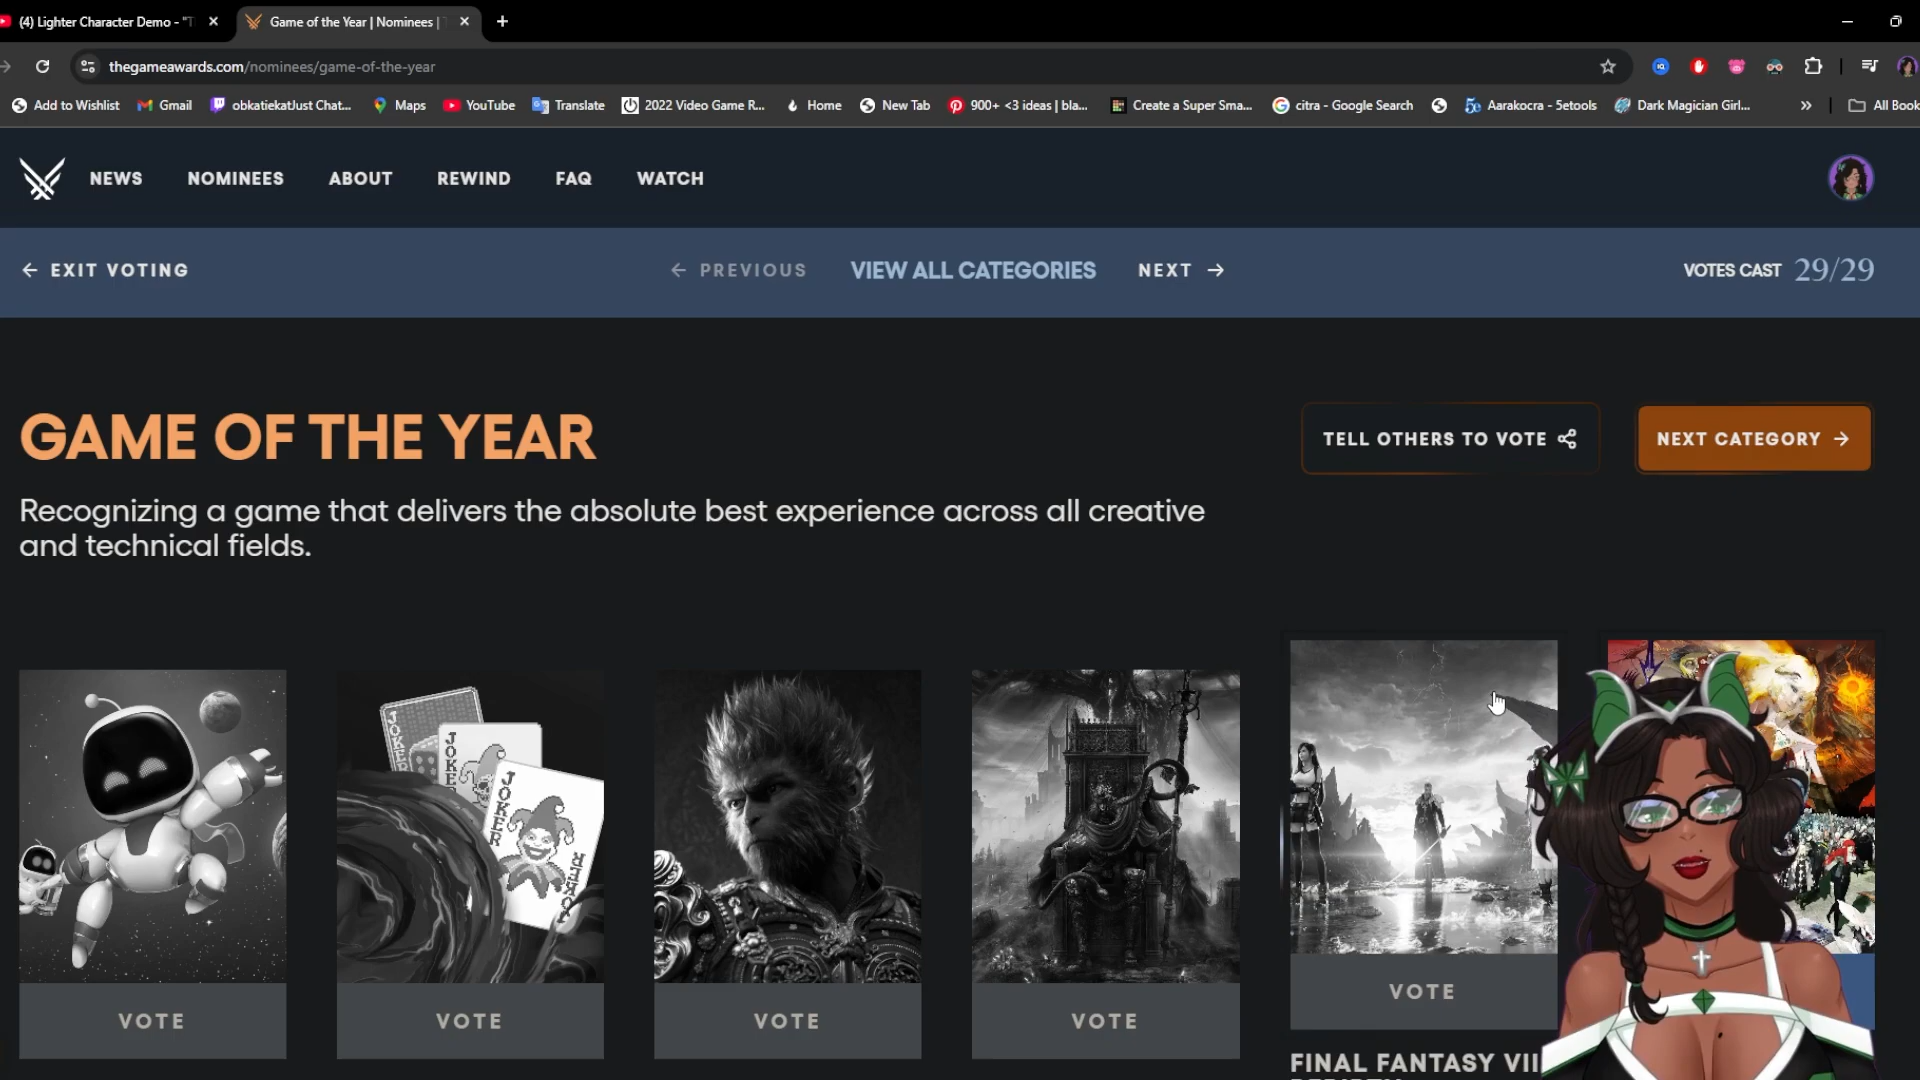 (4) Lighter Character Demo - "T
Game of the Year | Nominees |
thegameawards.com/nominees/game-of-the-year
Add to Wishlist
Gmail
obkatiekatJust Chat...
Maps
YouTube
Translate
2022 Video Game R...
Home
New Tab
900+ <3 ideas | bla...
Create a Super Sma...
citra - Google Search
Aarakocra - 5etools
Dark Magician Girl...
»
All Book
NEWS
NOMINEES
ABOUT
REWIND
FAQ
WATCH
← EXIT VOTING
← PREVIOUS
VIEW ALL CATEGORIES
NEXT →
VOTES CAST 29/29
GAME OF THE YEAR
TELL OTHERS TO VOTE
NEXT CATEGORY →
Recognizing a game that delivers the absolute best experience across all creative
and technical fields.
JOKER
JOKER
JOKER
JOKER
VOTE
VOTE
VOTE
VOTE
VOTE
FINAL FANTASY VII